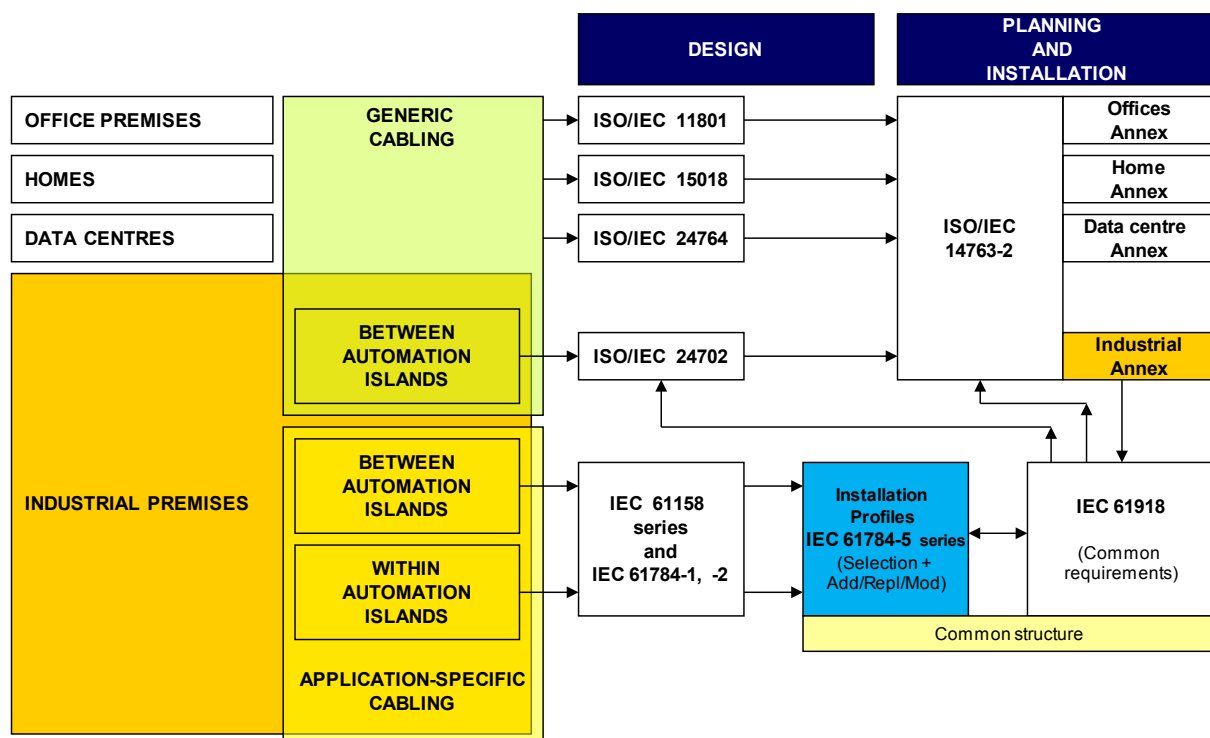 DESIGN
PLANNING
AND
INSTALLATION
OFFICE PREMISES
GENERIC
CABLING
ISO/IEC 11801
Offices
Annex
HOMES
ISO/IEC 15018
Home
Annex
DATA CENTRES
ISO/IEC 24764
ISO/IEC
14763-2
Data centre
Annex
BETWEEN
AUTOMATION
ISLANDS
ISO/IEC 24702
Industrial
Annex
INDUSTRIAL PREMISES
BETWEEN
AUTOMATION
ISLANDS
WITHIN
AUTOMATION
ISLANDS
APPLICATION-SPECIFIC
CABLING
IEC 61158
series
and
IEC 61784-1, -2
Installation
Profiles
IEC 61784-5 series
(Selection +
Add/Repl/Mod)
IEC 61918
(Common
requirements)
Common structure